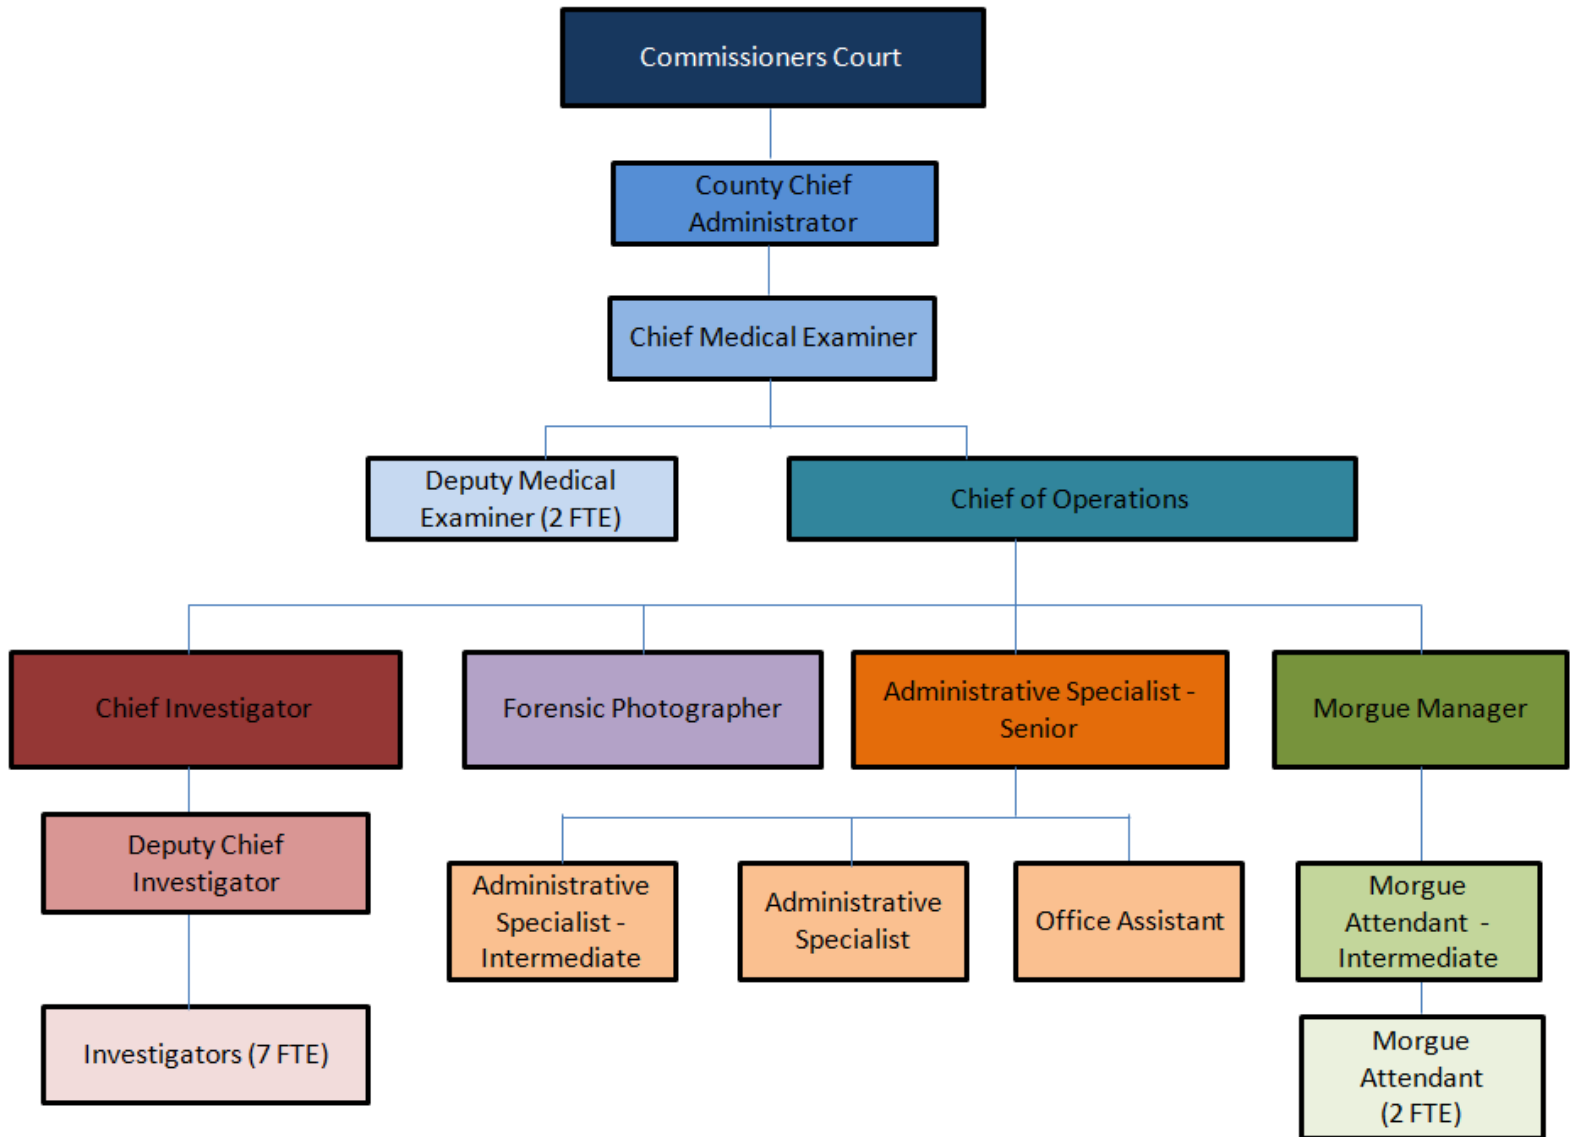 Commissioners Court
County Chief
Administrator
Chief Medical Examiner
Deputy Medical
Examiner (2 FTE)
Chief of Operations
Chief Investigator
Forensic Photographer
Administrative Specialist -
Senior
Morgue Manager
Deputy Chief
Investigator
Administrative
Specialist -
Intermediate
Administrative
Specialist
Office Assistant
Morgue
Attendant -
Intermediate
Investigators (7 FTE)
Morgue
Attendant
(2 FTE)